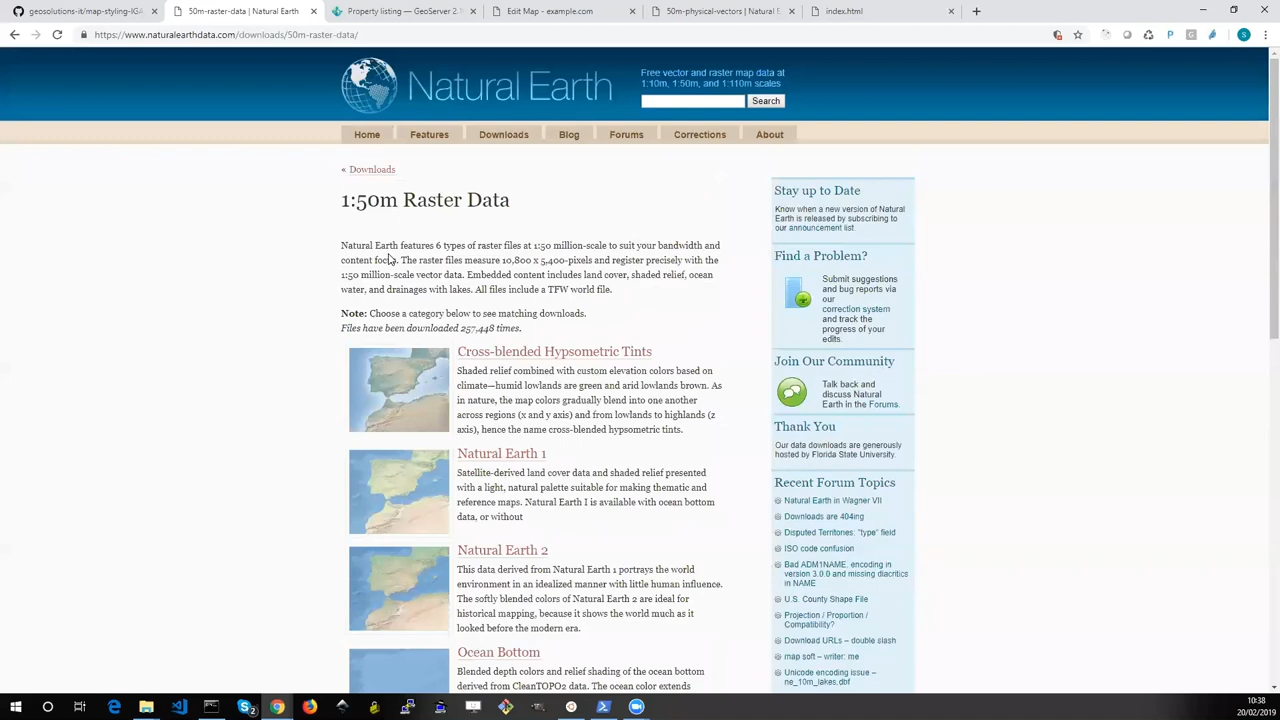 geosolutions-it/map-styling-IGA
50m-raster-data | Natural Earth
Property listing — GeoServer 2.
Edit Map - example.com
50m-physical-vectors | Natural E
index.html
https://www.naturalearthdata.com/downloads/50m-raster-data/
Natural Earth
Free vector and raster map data at
1:10m, 1:50m, and 1:110m scales
Search
Home
Features
Downloads
Blog
Forums
Corrections
About
« Downloads
1:50m Raster Data
Natural Earth features 6 types of raster files at 1:50 million-scale to suit your bandwidth and
content focus. The raster files measure 10,800 x 5,400-pixels and register precisely with the
1:50 million-scale vector data. Embedded content includes land cover, shaded relief, ocean
water, and drainages with lakes. All files include a TFW world file.
Note: Choose a category below to see matching downloads.
Files have been downloaded 257,448 times.
Cross-blended Hypsometric Tints
Shaded relief combined with custom elevation colors based on
climate—humid lowlands are green and arid lowlands brown. As
in nature, the map colors gradually blend into one another
across regions (x and y axis) and from lowlands to highlands (z
axis), hence the name cross-blended hypsometric tints.
Natural Earth 1
Satellite-derived land cover data and shaded relief presented
with a light, natural palette suitable for making thematic and
reference maps. Natural Earth I is available with ocean bottom
data, or without
Natural Earth 2
This data derived from Natural Earth 1 portrays the world
environment in an idealized manner with little human influence.
The softly blended colors of Natural Earth 2 are ideal for
historical mapping, because it shows the world much as it
looked before the modern era.
Ocean Bottom
Blended depth colors and relief shading of the ocean bottom
derived from CleanTOPO2 data. The ocean color extends
Stay up to Date
Know when a new version of Natural
Earth is released by subscribing to
our announcement list.
Find a Problem?
Submit suggestions
and bug reports via
our
correction system
and track the
progress of your
edits.
Join Our Community
Talk back and
discuss Natural
Earth in the Forums.
Thank You
Our data downloads are generously
hosted by Florida State University.
Recent Forum Topics
Natural Earth in Wagner VII
Downloads are 404ing
Disputed Territories: "type" field
ISO code confusion
Bad ADM1NAME, encoding in
version 3.0.0 and missing diacritics
in NAME
U.S. County Shape File
Projection / Proportion /
Compatibility?
Download URLs – double slash
map soft – writer: me
Unicode encoding issue –
ne_10m_lakes.dbf
10:38
20/02/2019